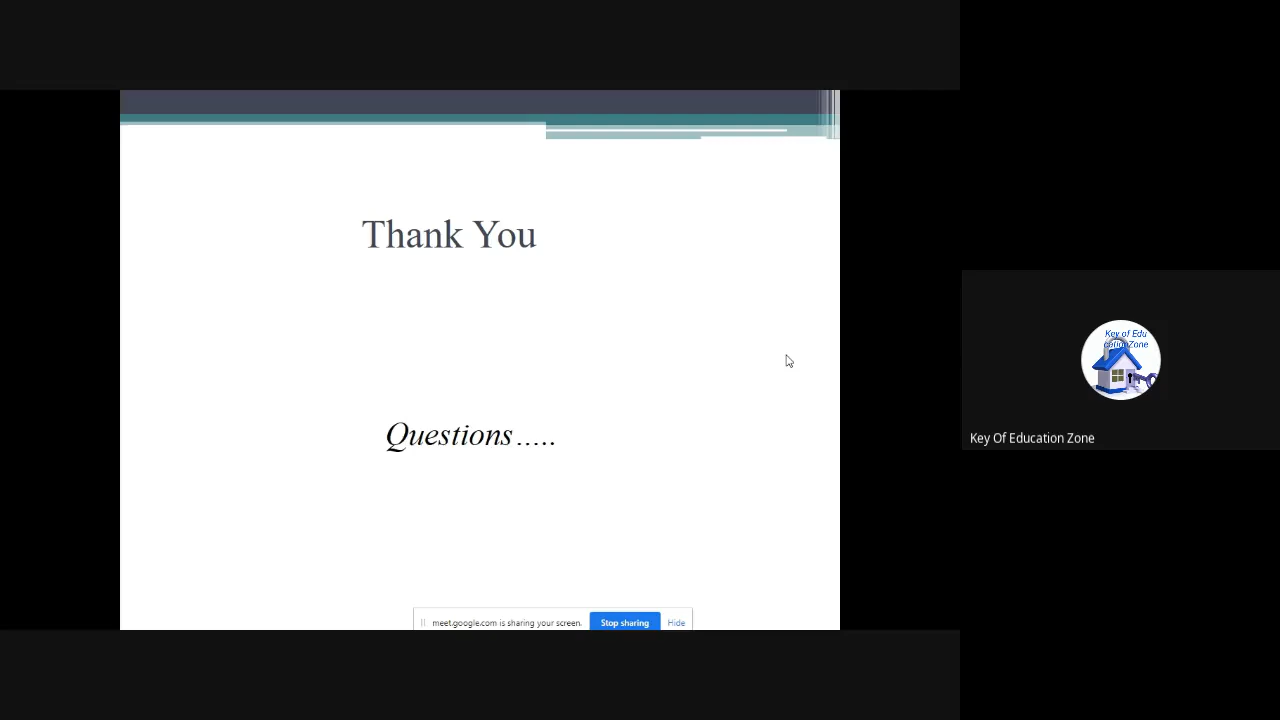 Thank You
Questions.....
meet.google.com is sharing your screen.
Stop sharing
Hide
Key of Edu
cation Zone
Key Of Education Zone